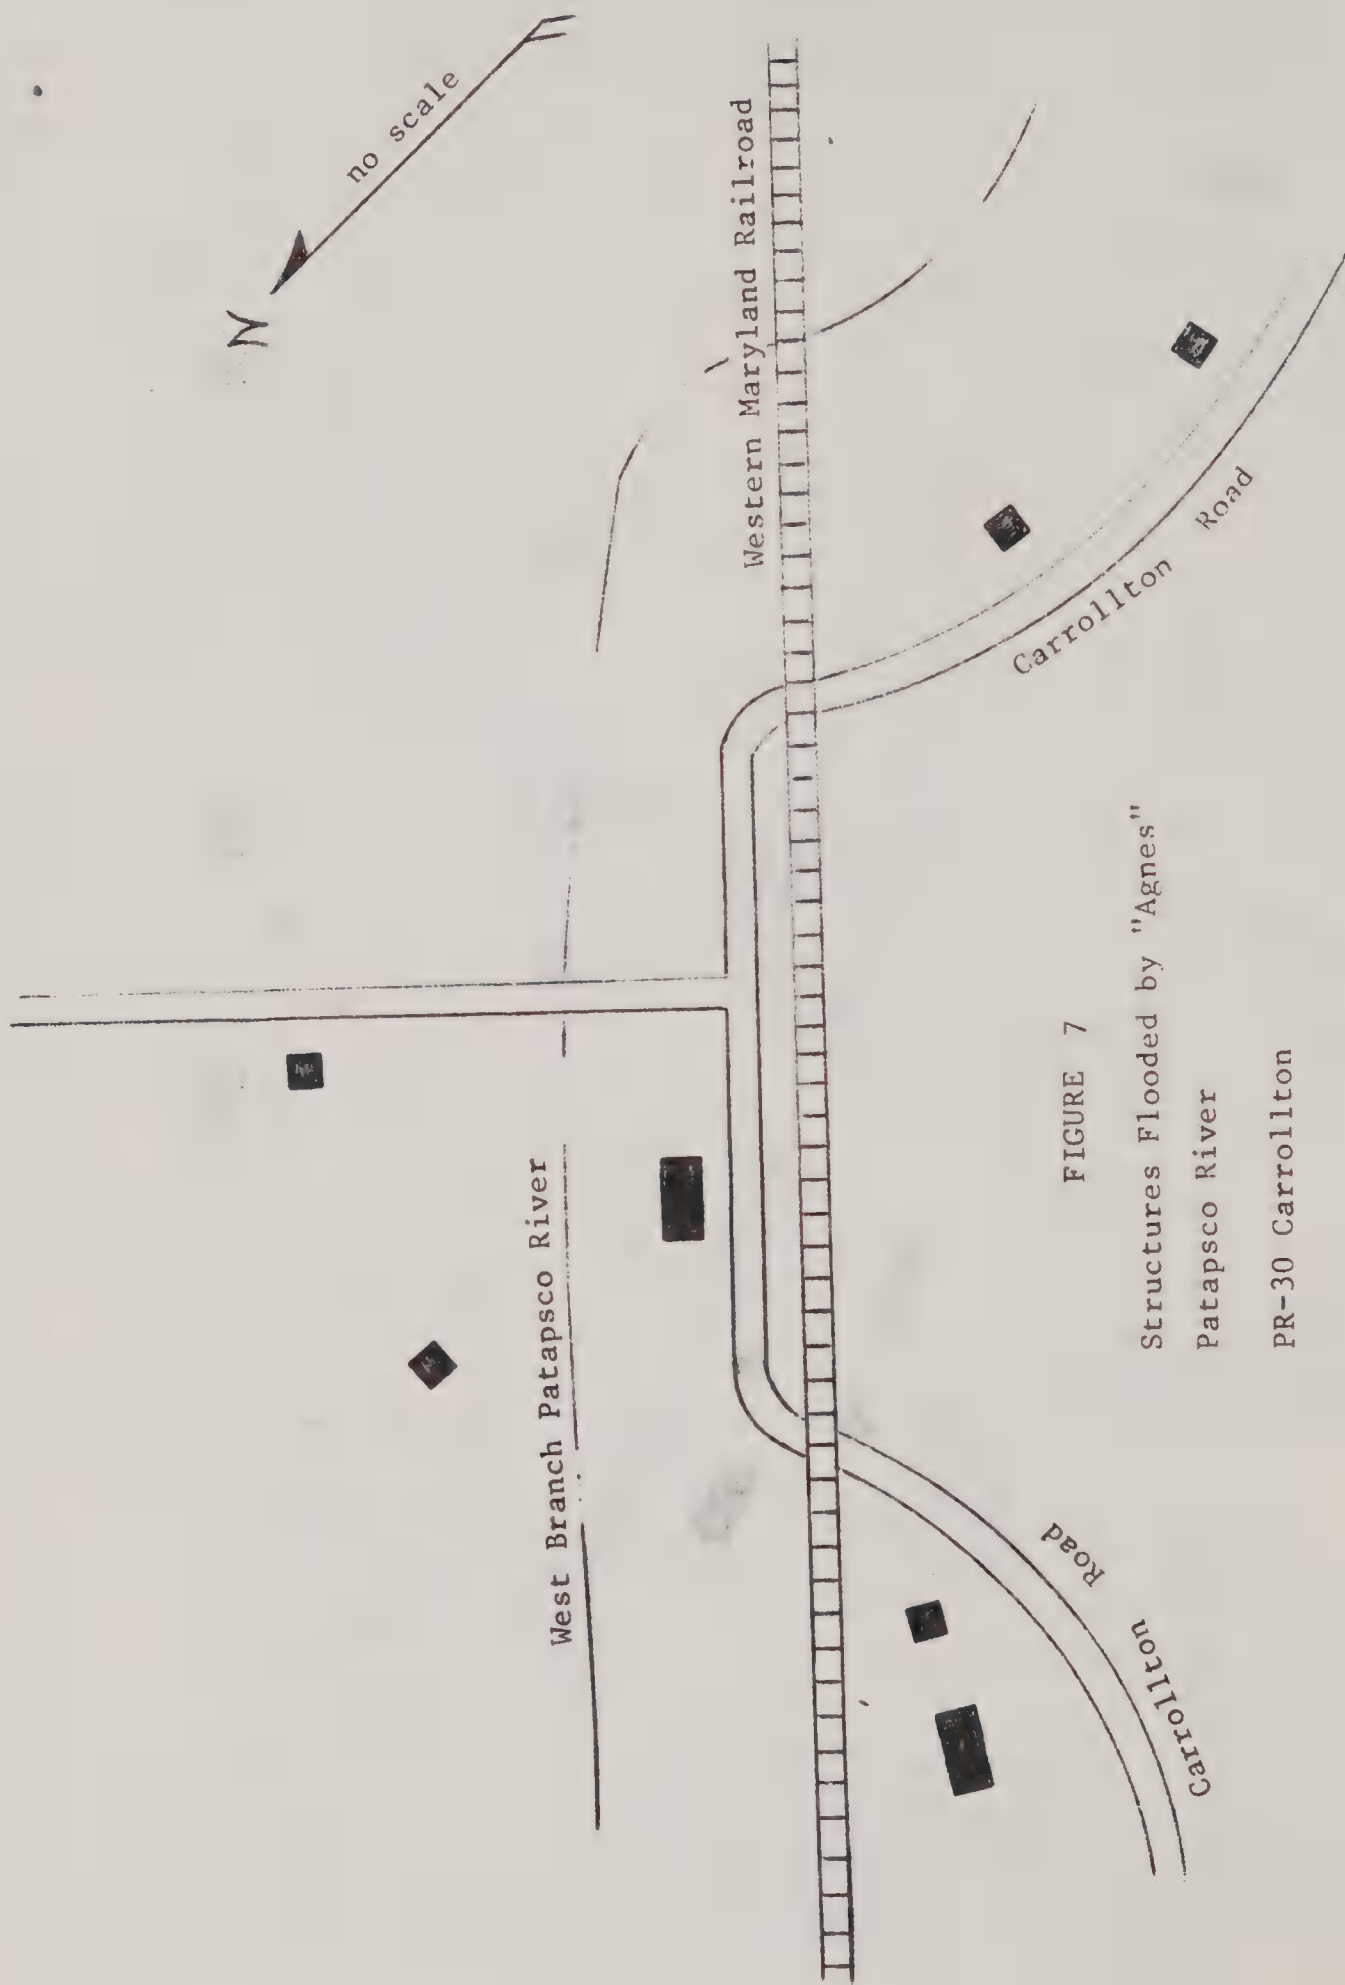 N
no scale
Western Maryland Railroad
West Branch Patapsco River
Carrollton Road
Carrollton Road
FIGURE 7
Structures Flooded by "Agnes"
Patapsco River
PR-30 Carrollton